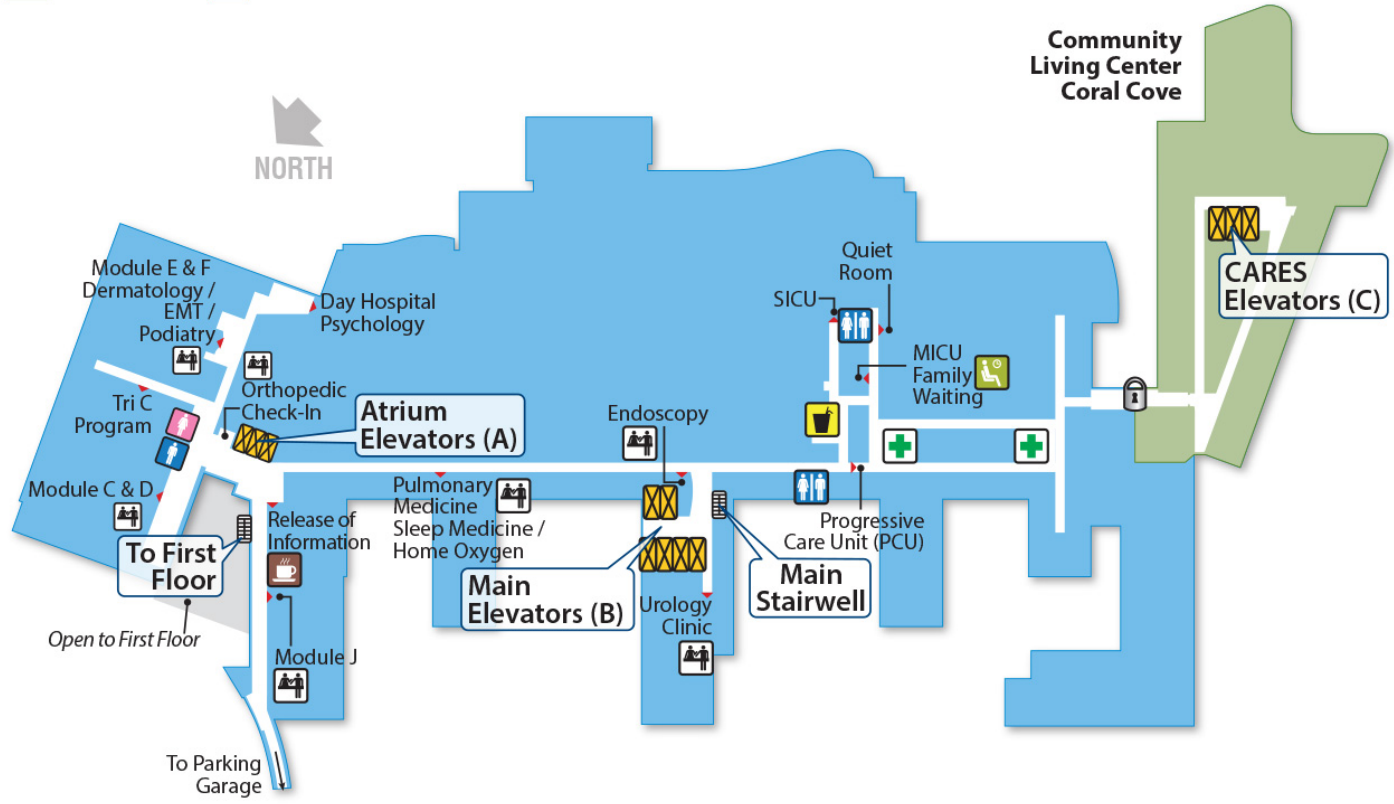 Community
Living Center
Coral Cove
NORTH
Module E & F
Dermatology /
EMT /
Podiatry
Day Hospital
Psychology
Quiet
Room
SICU
CARES
Elevators (C)
MICU
Family
Waiting
Tri C
Program
Orthopedic
Check-In
Atrium
Elevators (A)
Endoscopy
Module C & D
Pulmonary
Medicine
Sleep Medicine /
Home Oxygen
Release of
Information
Progressive
Care Unit (PCU)
To First
Floor
Main
Elevators (B)
Main
Stairwell
Urology
Clinic
Open to First Floor
Module J
To Parking
Garage